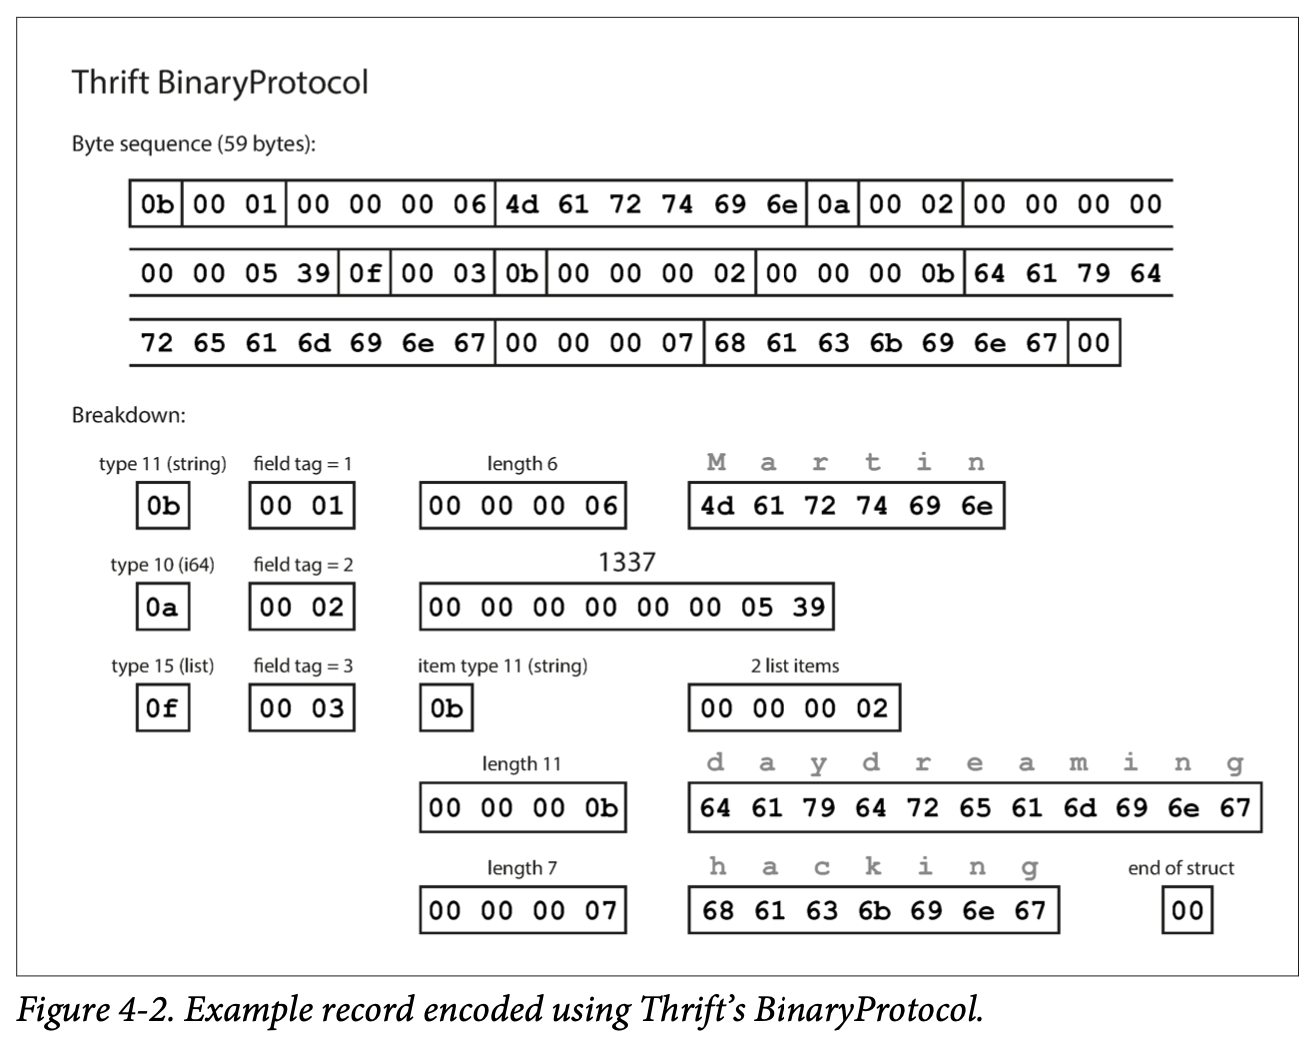 Thrift BinaryProtocol
Byte sequence (59 bytes):
0b 00 01 00 00 00 06 4d 61 72 74 69 6e 0a 00 02 00 00 00 00
00 00 05 39 0f 00 03 0b 00 00 00 02 00 00 00 0b 64 61 79 64
72 65 61 6d 69 6e 67 00 00 00 07 68 61 63 6b 69 6e 67 00
Breakdown:
type 11 (string) field tag = 1 length 6 M a r t i n
0b 00 01 00 00 00 06 4d 61 72 74 69 6e
type 10 (i64) field tag = 2 1337
0a 00 02 00 00 00 00 00 00 05 39
type 15 (list) field tag = 3 item type 11 (string) 2 list items
0f 00 03 0b 00 00 00 02
length 11 d a y d r e a m i n g
00 00 00 0b 64 61 79 64 72 65 61 6d 69 6e 67
length 7 h a c k i n g end of struct
00 00 00 07 68 61 63 6b 69 6e 67 00
Figure 4-2. Example record encoded using Thrift’s BinaryProtocol.